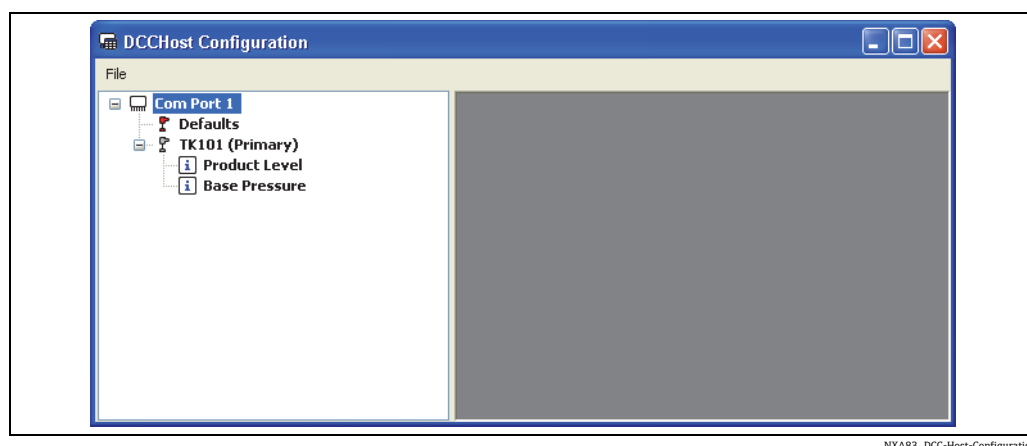 DCCHost Configuration
File
Com Port 1
Defaults
TK101 (Primary)
Product Level
Base Pressure